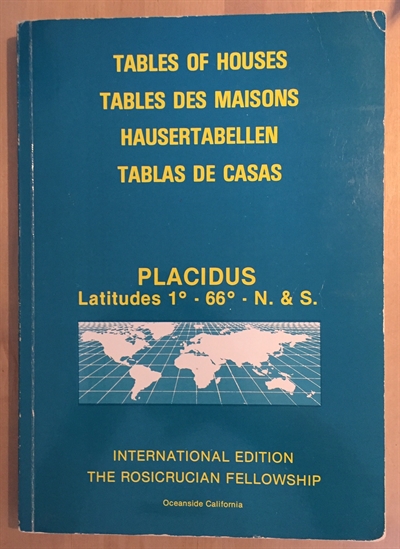 TABLES OF HOUSES
TABLES DES MAISONS
HAUSERTABELLEN
TABLAS DE CASAS
PLACIDUS
Latitudes 1° - 66° - N. & S.
INTERNATIONAL EDITION
THE ROSICRUCIAN FELLOWSHIP
Oceanside California